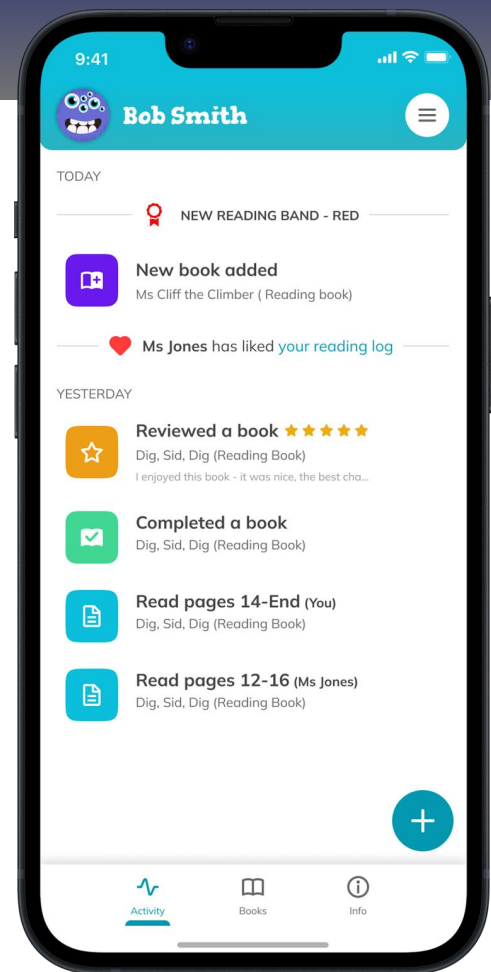 9:41
Bob Smith
TODAY
NEW READING BAND - RED
New book added
Ms Cliff the Climber ( Reading book)
Ms Jones has liked your reading log
YESTERDAY
Reviewed a book
Dig, Sid, Dig (Reading Book)
I enjoyed this book - it was nice, the best cha...
Completed a book
Dig, Sid, Dig (Reading Book)
Read pages 14-End (You)
Dig, Sid, Dig (Reading Book)
Read pages 12-16 (Ms Jones)
Dig, Sid, Dig (Reading Book)
Activity
Books
Info